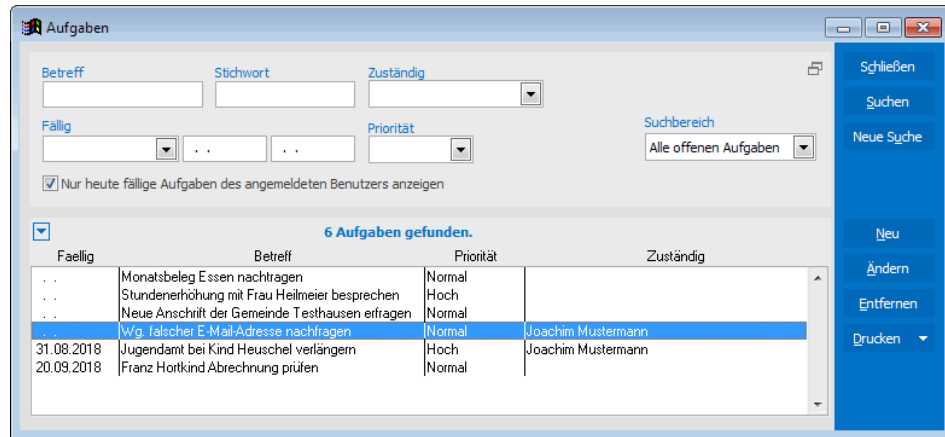 Aufgaben
Betreff Stichwort Zuständig
Fällig Priorität Suchbereich
. . . . Alle offenen Aufgaben
Nur heute fällige Aufgaben des angemeldeten Benutzers anzeigen
6 Aufgaben gefunden.
Faellig Betreff Priorität Zuständig
. . Monatsbeleg Essen nachtragen Normal
. . Stundenerhöhung mit Frau Heilmeier besprechen Hoch
. . Neue Anschrift der Gemeinde Testhausen erfragen Normal
. . Wg. falscher E-Mail-Adresse nachfragen Normal Joachim Mustermann
31.08.2018 Jugendamt bei Kind Heuschel verlängern Hoch Joachim Mustermann
20.09.2018 Franz Hortkind Abrechnung prüfen Normal
Schließen
Suchen
Neue Suche
Neu
Ändern
Entfernen
Drucken